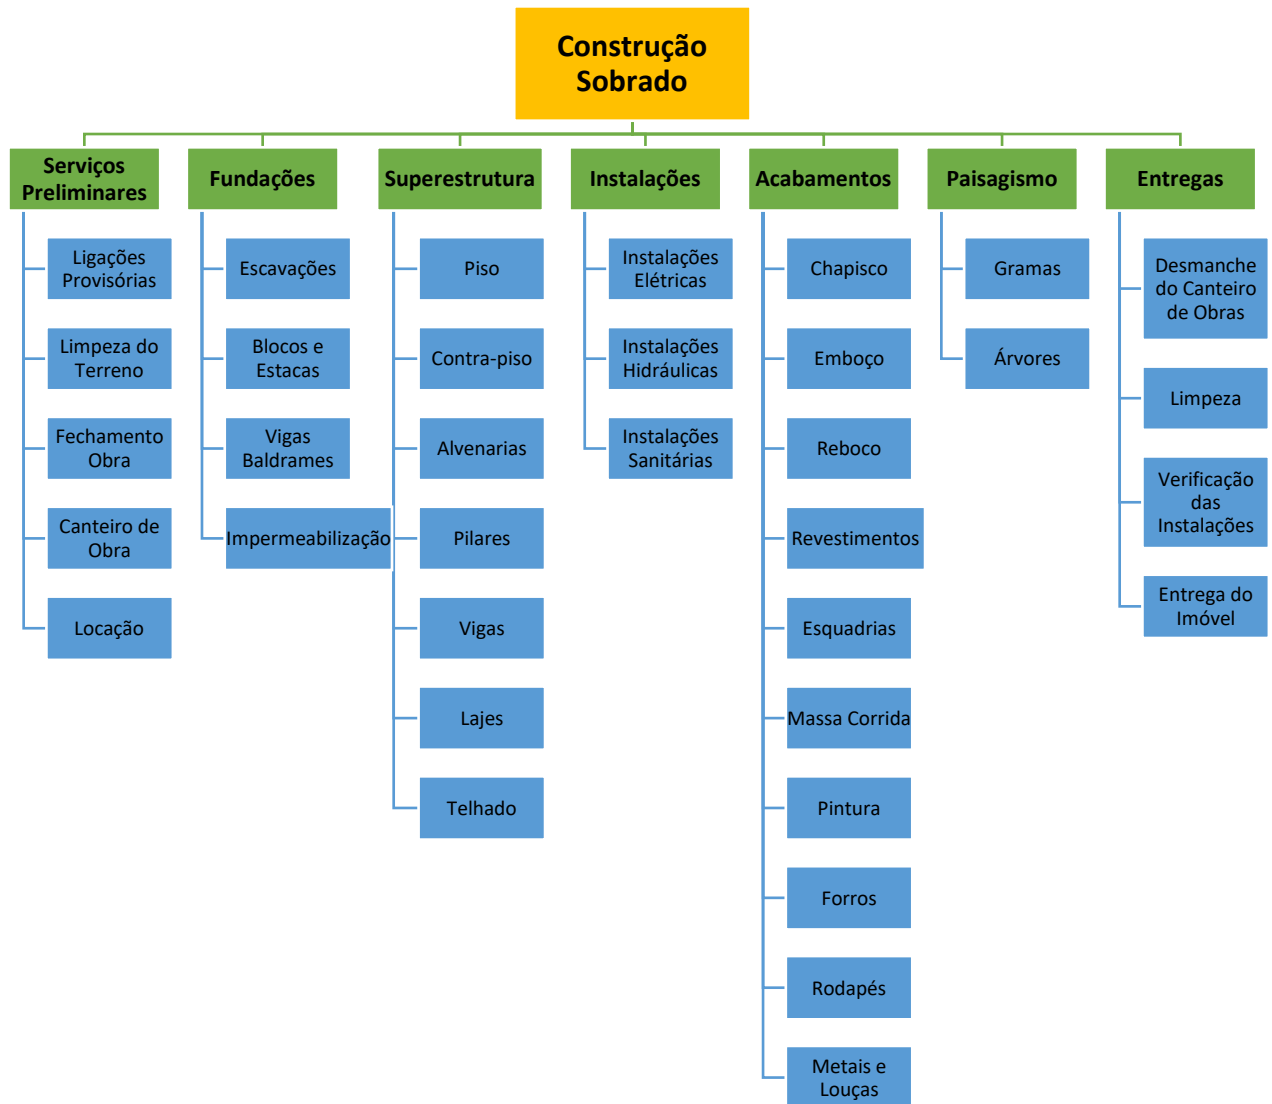 Construção
Sobrado
Serviços
Preliminares
Ligações
Provisórias
Limpeza do
Terreno
Fechamento
Obra
Canteiro de
Obra
Locação
Fundações
Escavações
Blocos e
Estacas
Vigas
Baldrames
Impermeabilização
Superestrutura
Piso
Contra-piso
Alvenarias
Pilares
Vigas
Lajes
Telhado
Instalações
Instalações
Elétricas
Instalações
Hidráulicas
Instalações
Sanitárias
Acabamentos
Chapisco
Emboço
Reboco
Revestimentos
Esquadrias
Massa Corrida
Pintura
Forros
Rodapés
Metais e
Louças
Paisagismo
Gramas
Árvores
Entregas
Desmanche
do Canteiro
de Obras
Limpeza
Verificação
das
Instalações
Entrega do
Imóvel